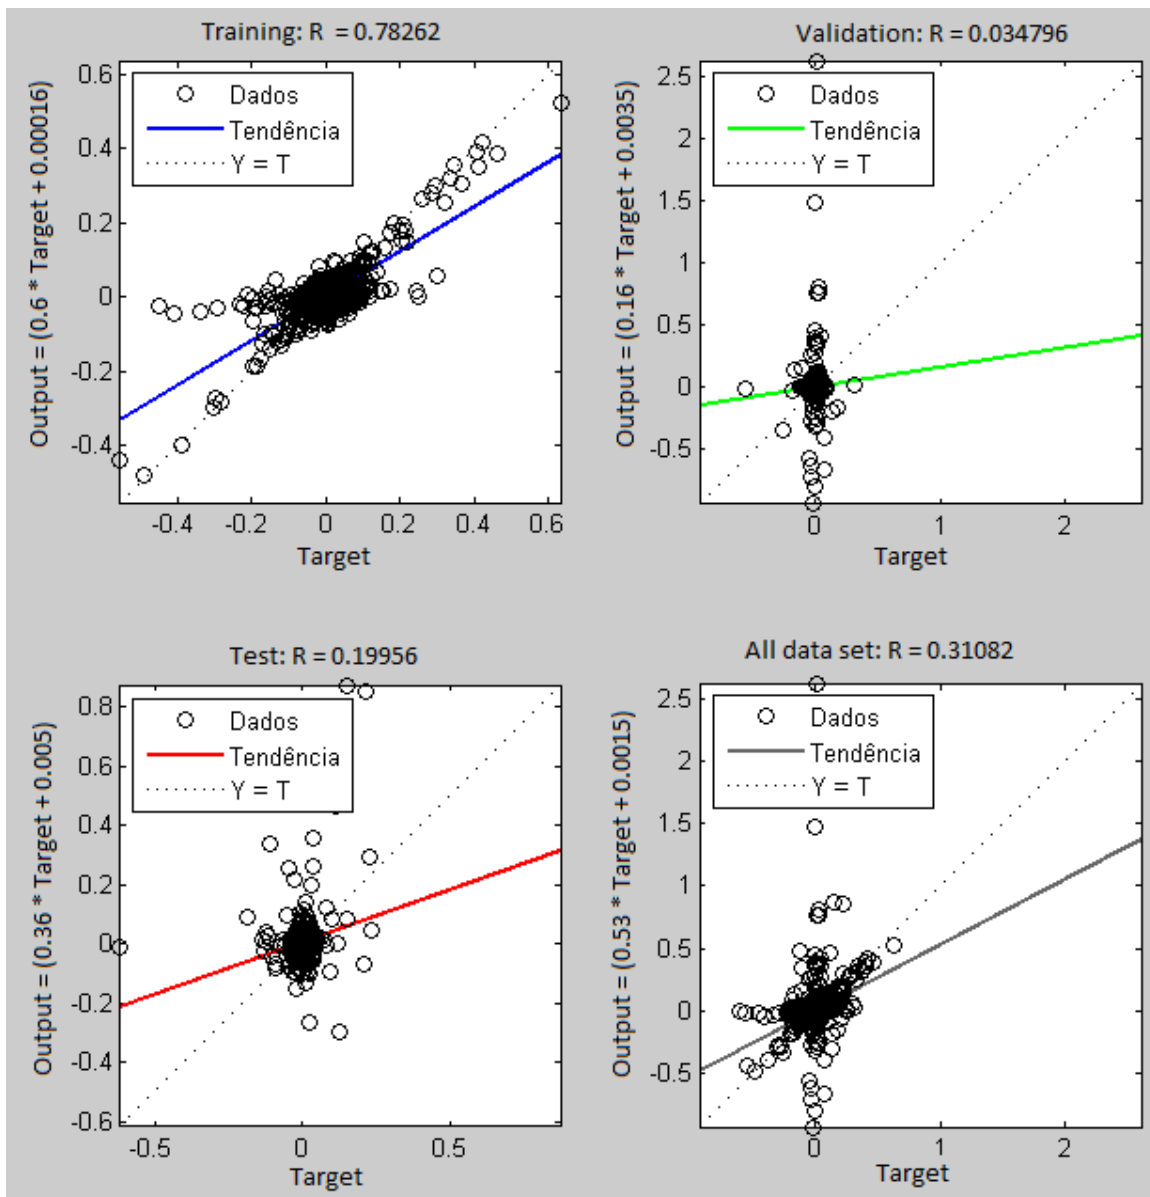 Training: R = 0.78262
Output = (0.6 * Target + 0.00016)
0.6
0.4
0.2
0
-0.2
-0.4
Dados
Tendência
Y = T
-0.4 -0.2 0 0.2 0.4 0.6
Target
Validation: R = 0.034796
Output = (0.16 * Target + 0.0035)
2.5
2
1.5
1
0.5
0
-0.5
Dados
Tendência
Y = T
0 1 2
Target
Test: R = 0.19956
Output = (0.36 * Target + 0.005)
0.8
0.6
0.4
0.2
0
-0.2
-0.4
-0.6
Dados
Tendência
Y = T
-0.5 0 0.5
Target
All data set: R = 0.31082
Output = (0.53 * Target + 0.0015)
2.5
2
1.5
1
0.5
0
-0.5
Dados
Tendência
Y = T
0 1 2
Target